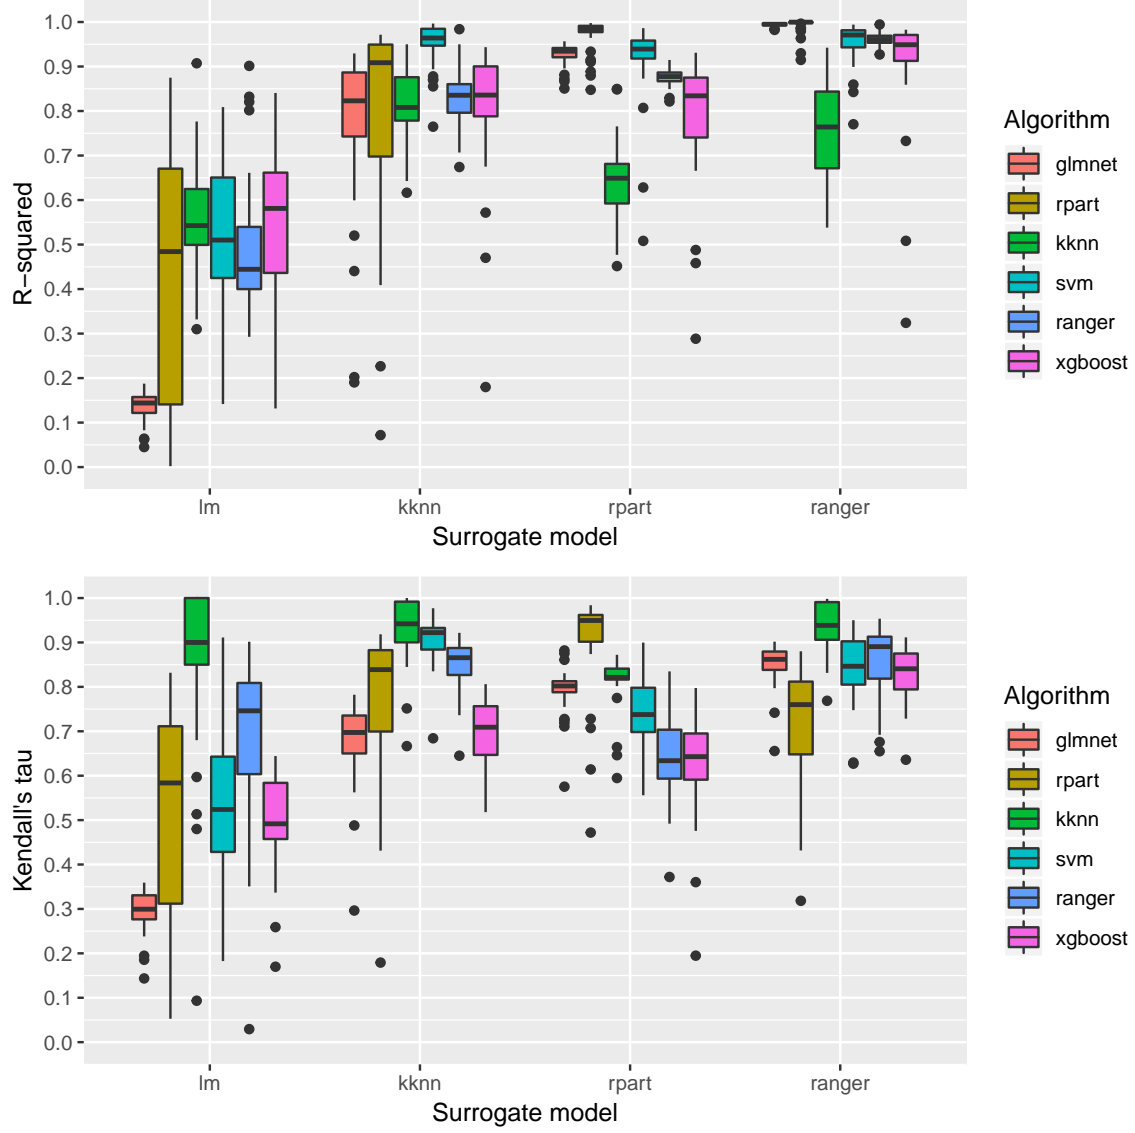 1.0
0.9
0.8
0.7
0.6
0.5
0.4
0.3
0.2
0.1
0.0
R−squared
lm kknn rpart ranger
Surrogate model
Algorithm
glmnet
rpart
kknn
svm
ranger
xgboost
1.0
0.9
0.8
0.7
0.6
0.5
0.4
0.3
0.2
0.1
0.0
Kendall's tau
lm kknn rpart ranger
Surrogate model
Algorithm
glmnet
rpart
kknn
svm
ranger
xgboost